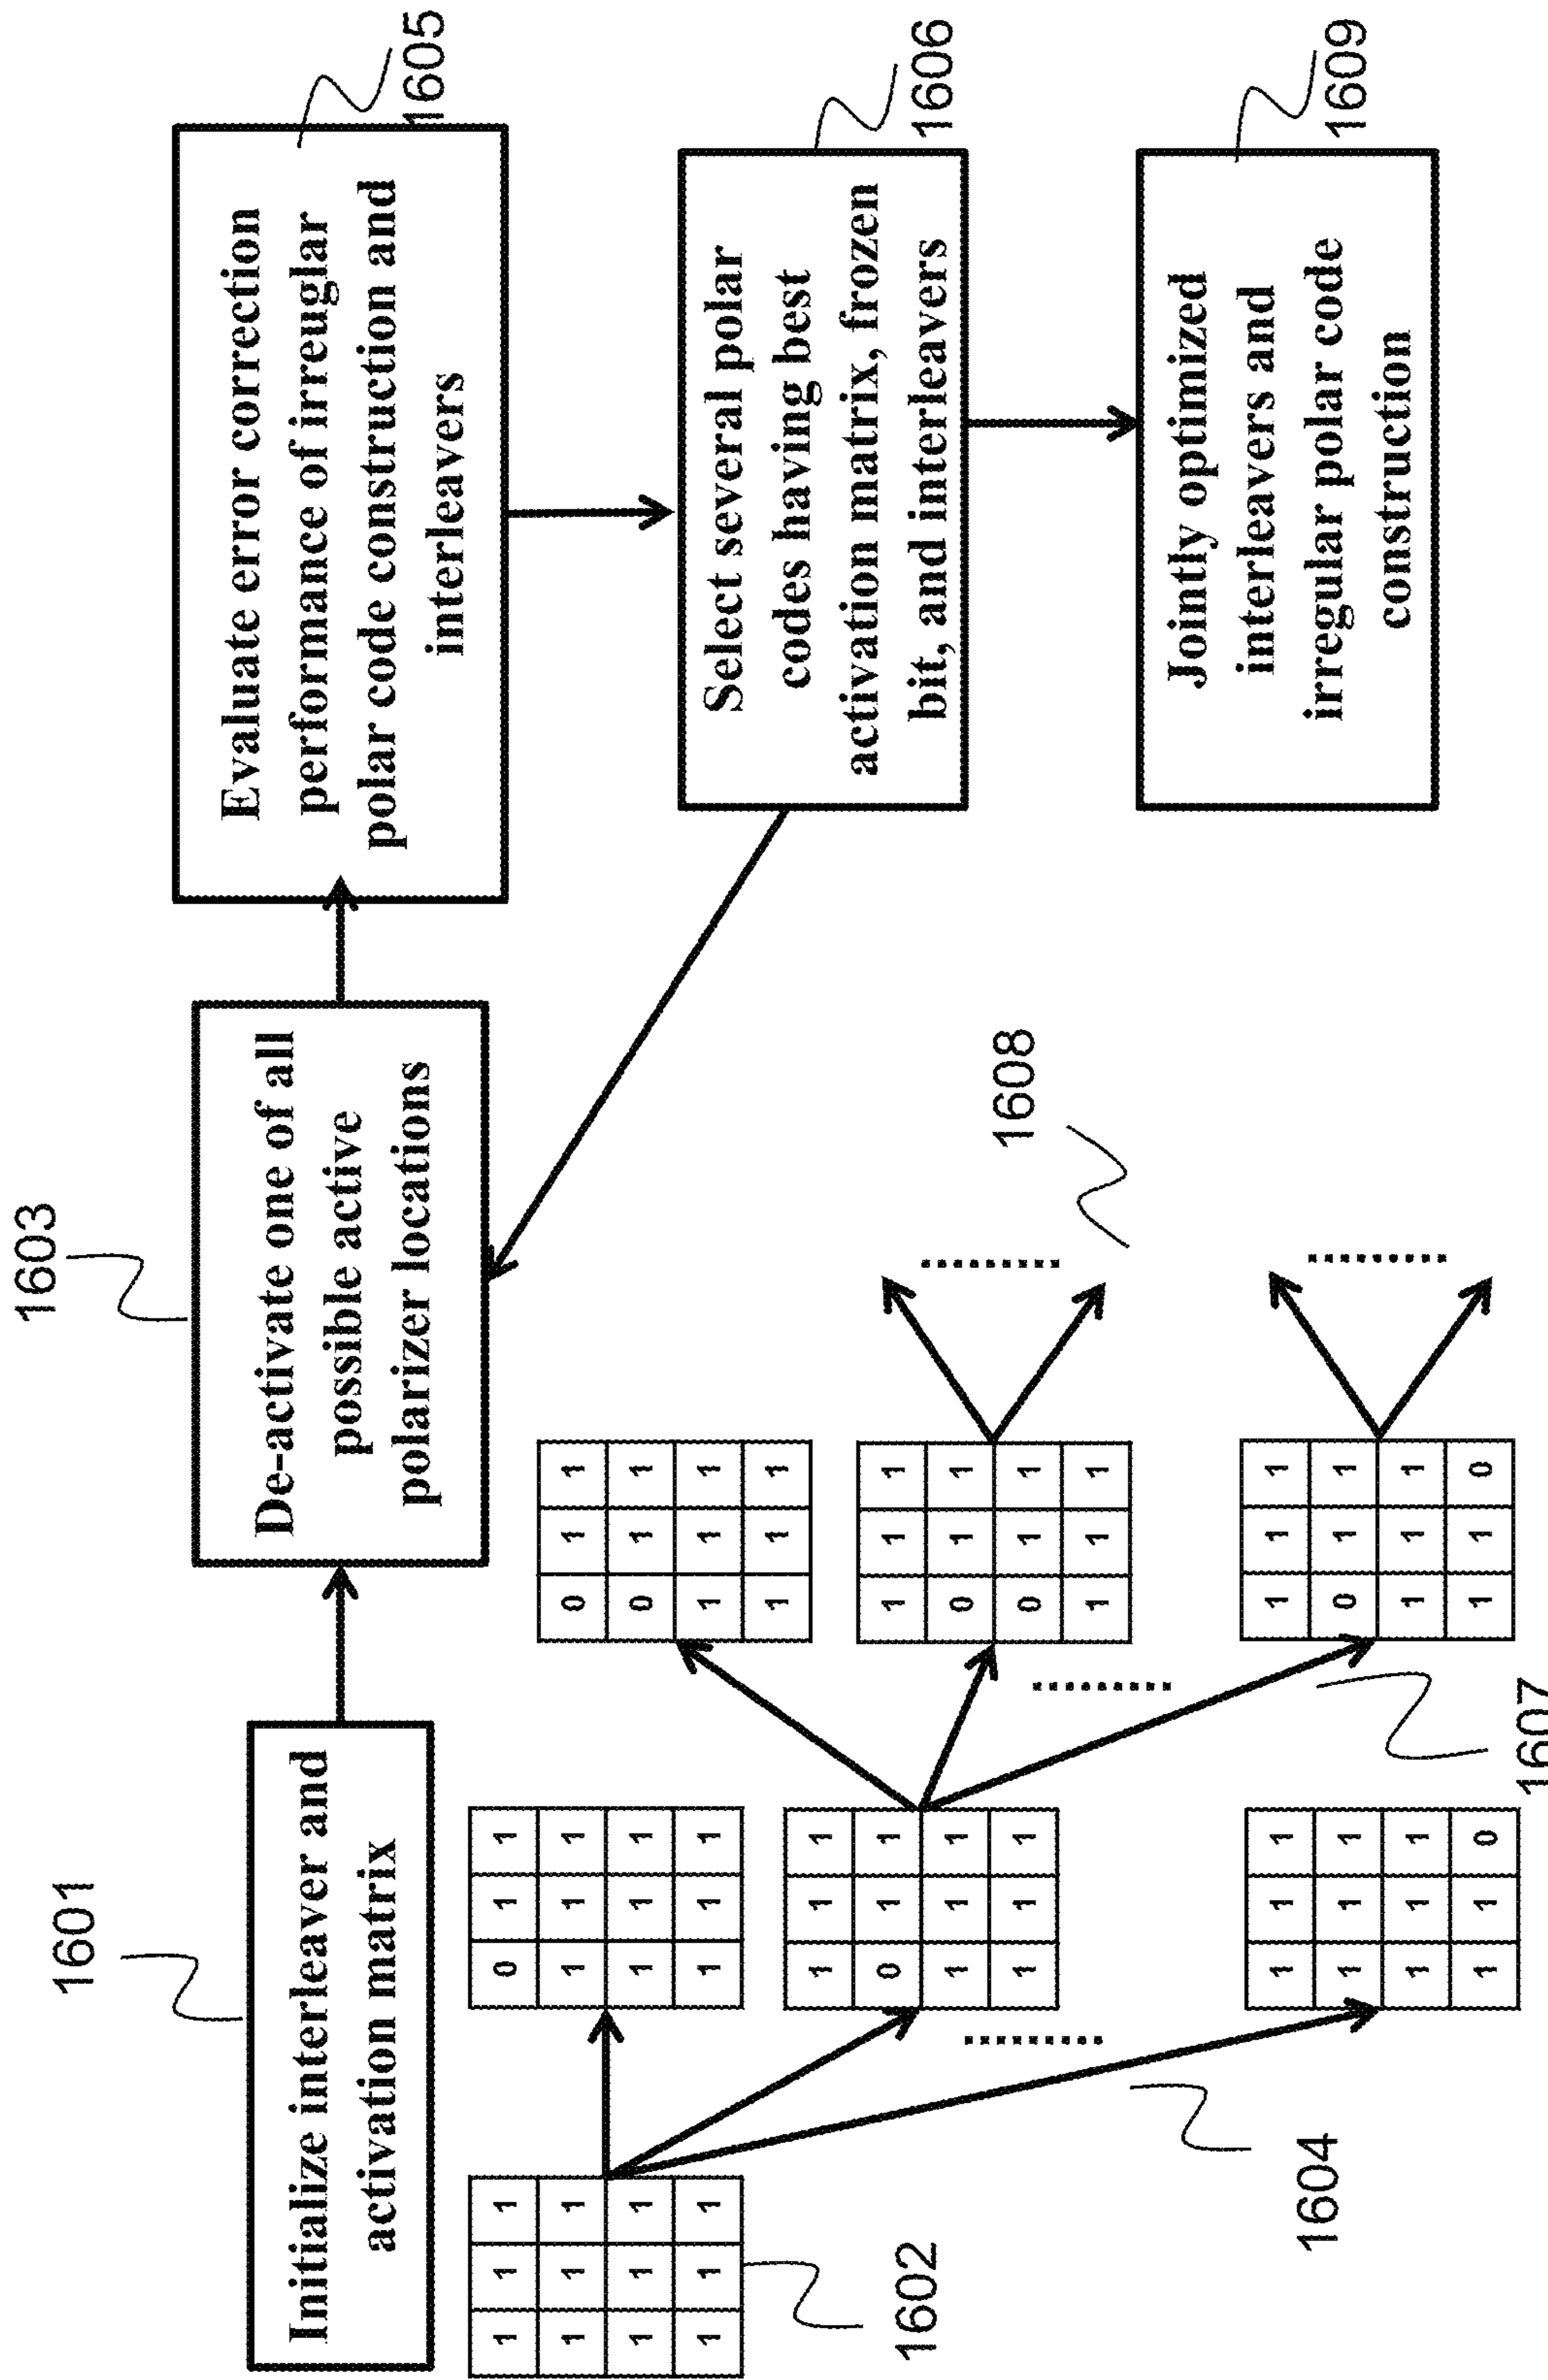 1601
Initialize interleaver and
activation matrix
1603
De-activate one of all
possible active
polarizer locations
Evaluate error correction
performance of irreuglar
polar code construction and
interleavers
1605
1 1 1
1 1 1
1 1 1
1 1 1
1602
0 1 1
1 1 1
1 1 1
1 1 1
1 1 1
0 1 1
1 1 1
1 1 1
1 1 1
1 1 1
1 1 1
1 1 0
1604
0 1 1
0 1 1
1 1 1
1 1 1
1 1 1
0 1 1
0 1 1
1 1 1
1 1 1
0 1 1
1 1 1
1 1 0
1607
1608
Select several polar
codes having best
activation matrix, frozen
bit, and interleavers
1606
Jointly optimized
interleavers and
irregular polar code
construction
1609